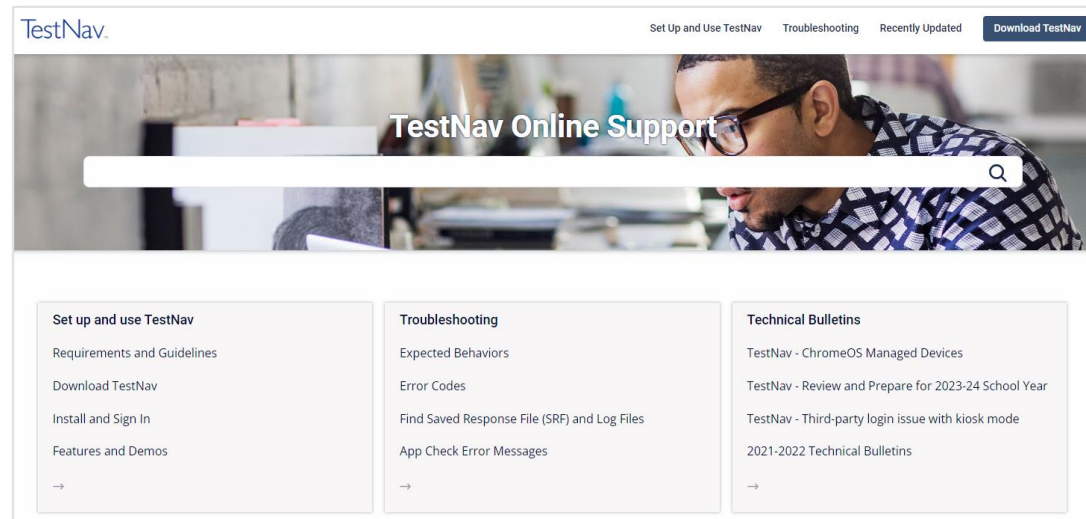 TestNav™
Set Up and Use TestNav Troubleshooting Recently Updated Download TestNav
TestNav Online Support
Set up and use TestNav
Requirements and Guidelines
Download TestNav
Install and Sign In
Features and Demos
→
Troubleshooting
Expected Behaviors
Error Codes
Find Saved Response File (SRF) and Log Files
App Check Error Messages
→
Technical Bulletins
TestNav - ChromeOS Managed Devices
TestNav - Review and Prepare for 2023-24 School Year
TestNav - Third-party login issue with kiosk mode
2021-2022 Technical Bulletins
→